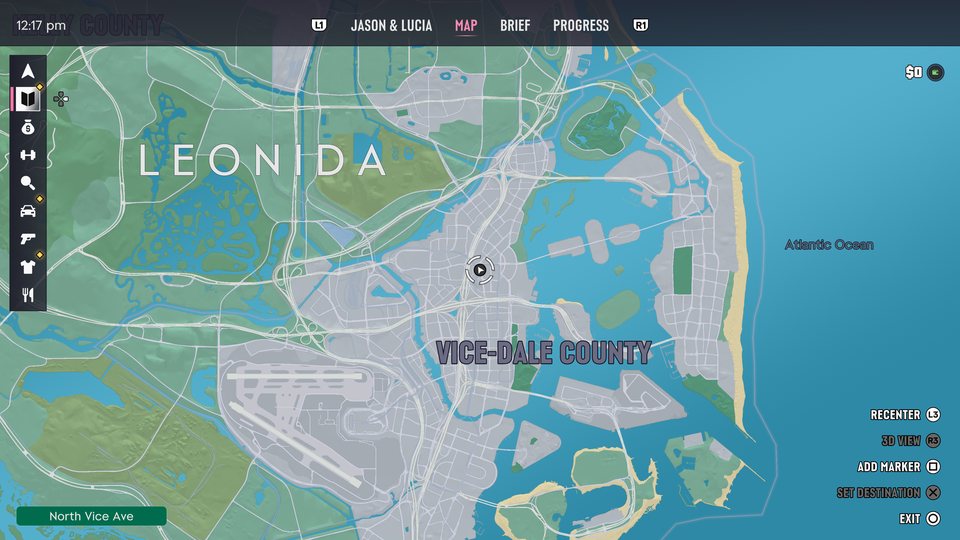 12:17 pm
L1
JASON & LUCIA
MAP
BRIEF
PROGRESS
R1
$0
LEONIDA
Atlantic Ocean
VICE-DALE COUNTY
RECENTER L3
3D VIEW R3
ADD MARKER
SET DESTINATION
EXIT
North Vice Ave